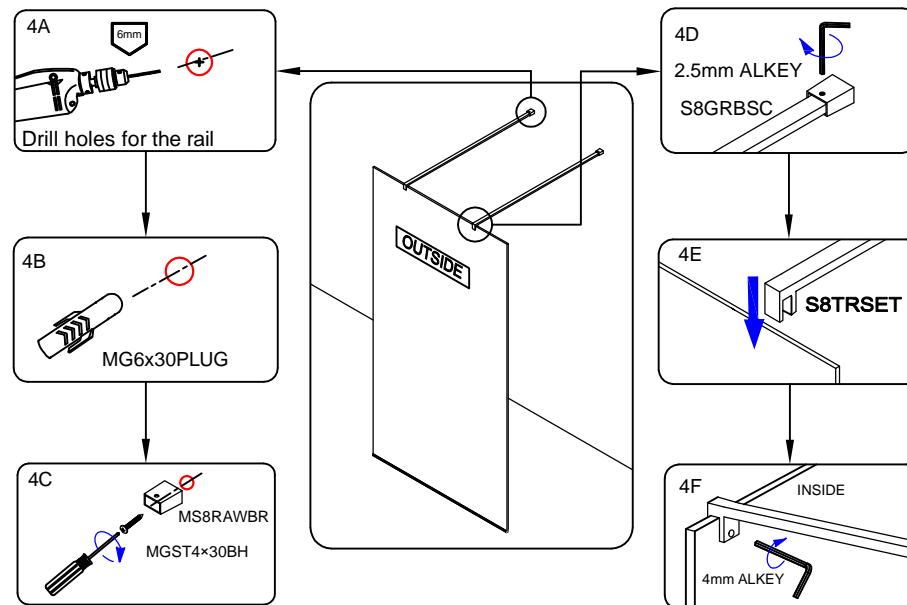 4A
6mm
Drill holes for the rail
4B
MG6x30PLUG
4C
MS8RAWBR
MGST4×30BH
OUTSIDE
4D
2.5mm ALKEY
S8GRBSC
4E
S8TRSET
4F
INSIDE
4mm ALKEY